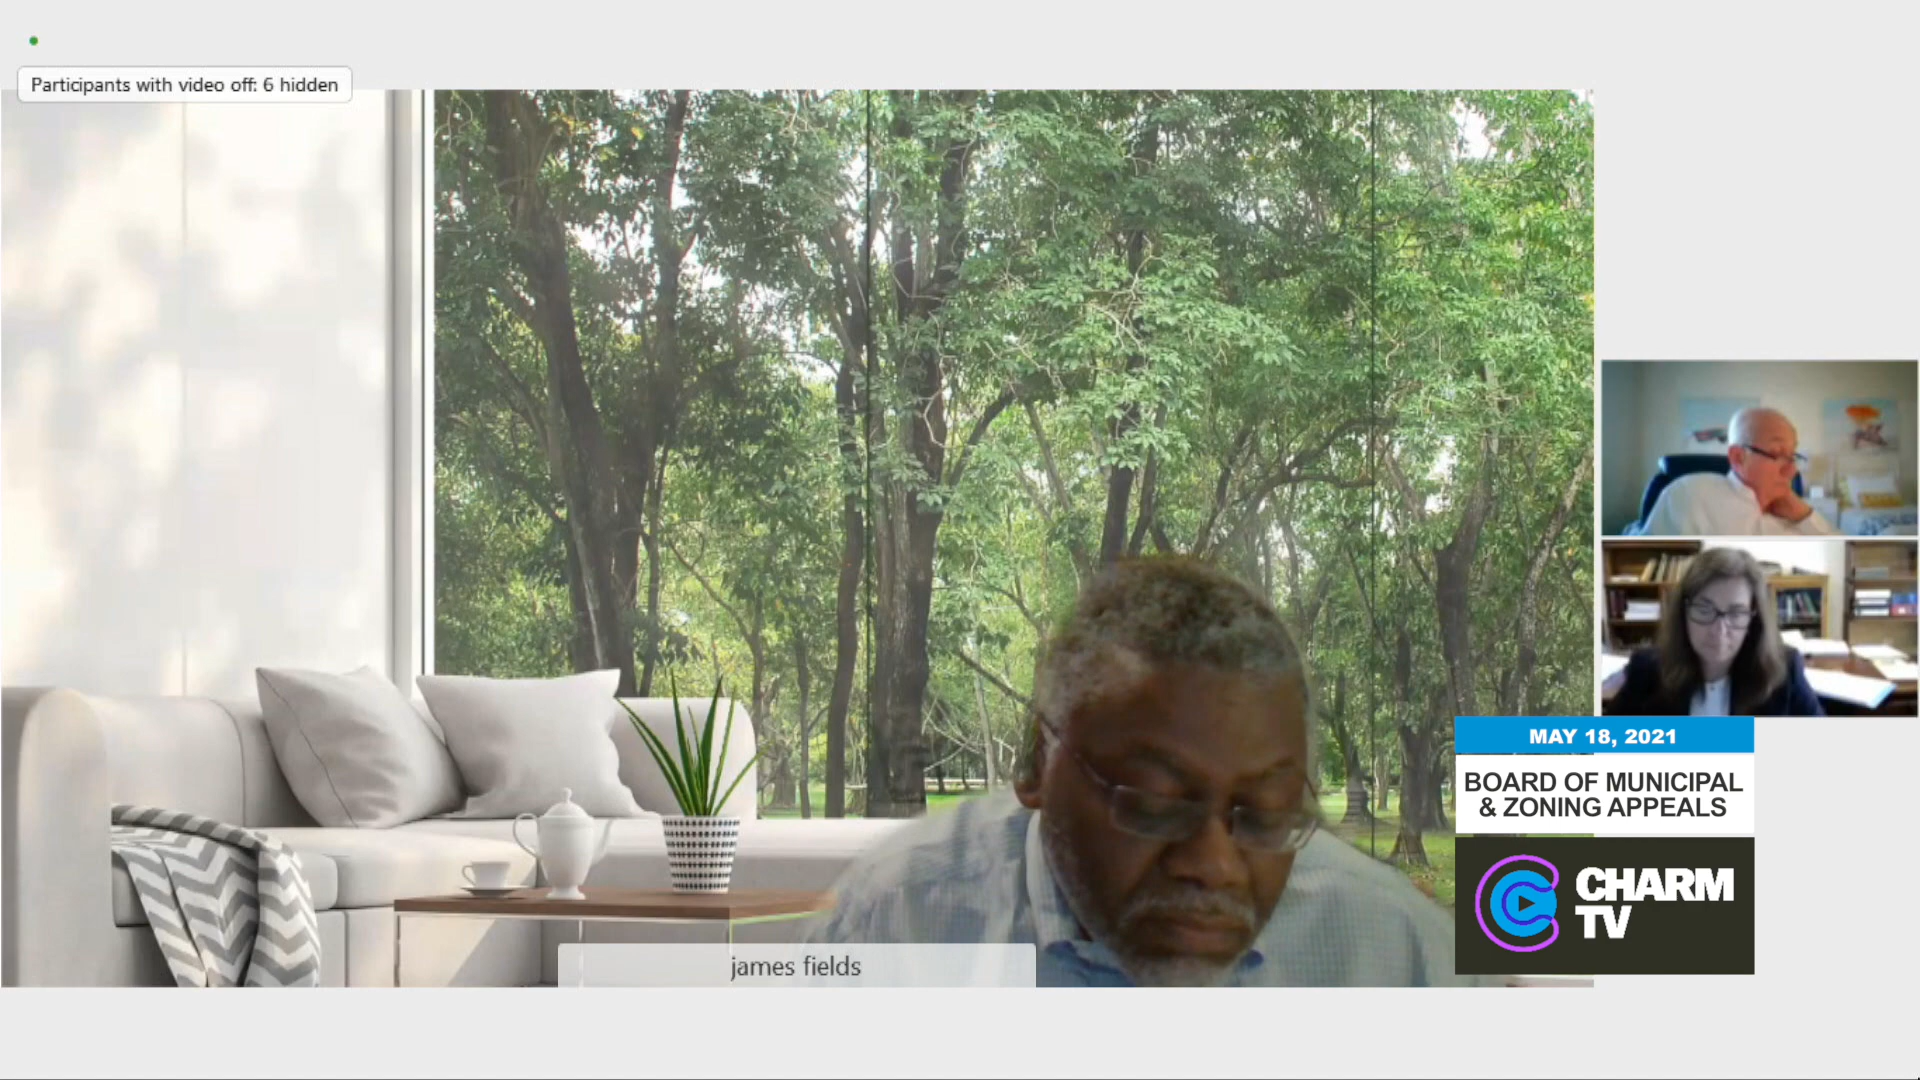 Participants with video off: 6 hidden
MAY 18, 2021
BOARD OF MUNICIPAL
& ZONING APPEALS
CHARM
TV
james fields